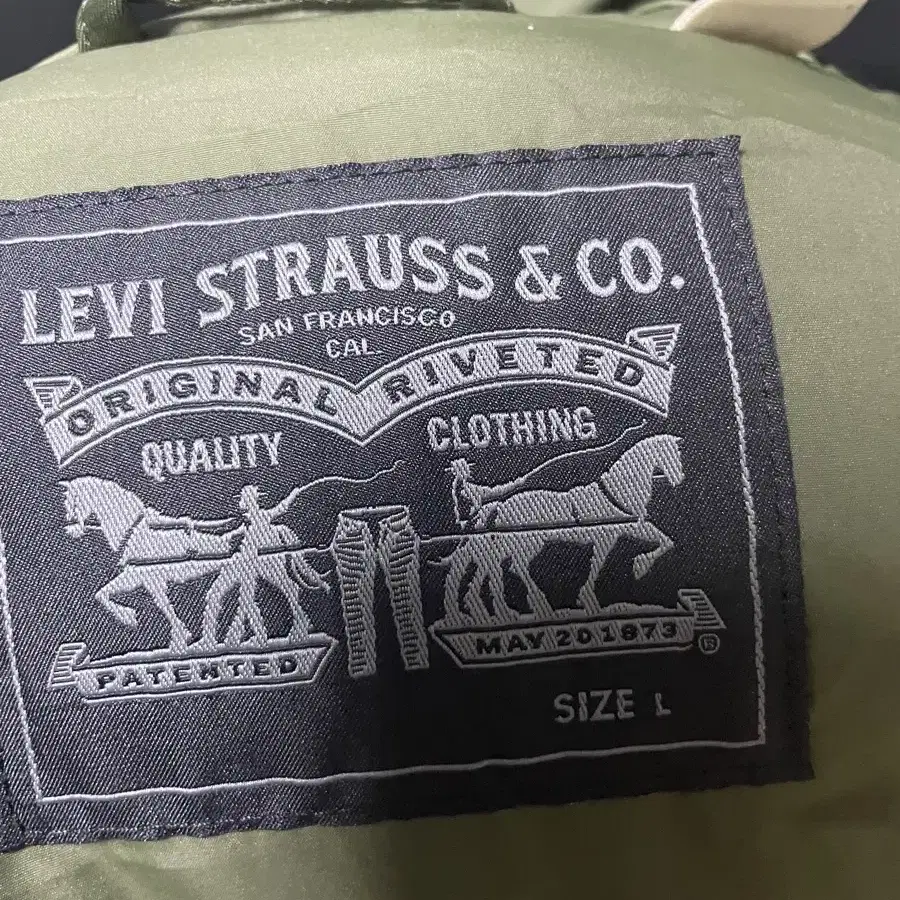 LEVI STRAUSS & CO.
SAN FRANCISCO
CAL
ORIGINAL RIVETED
QUALITY CLOTHING
PATENTED
MAY 20 1873
®
SIZE L